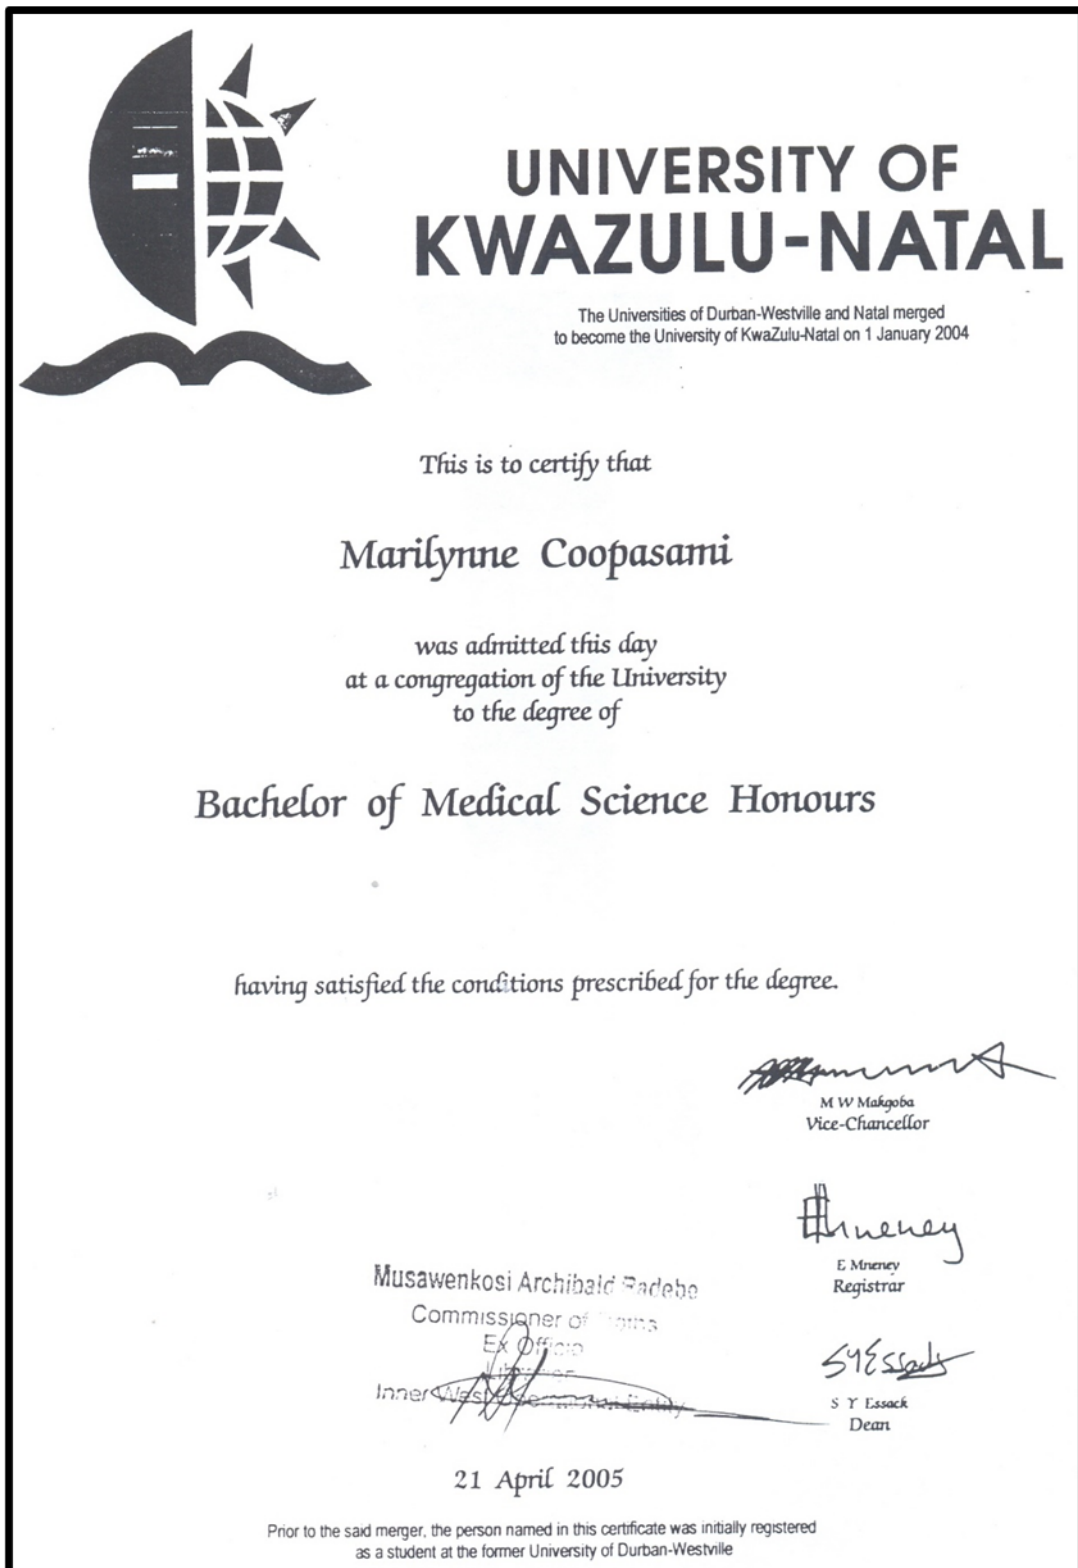 UNIVERSITY OF
KWAZULU-NATAL
The Universities of Durban-Westville and Natal merged
to become the University of KwaZulu-Natal on 1 January 2004
This is to certify that
Marilynne Coopasami
was admitted this day
at a congregation of the University
to the degree of
Bachelor of Medical Science Honours
having satisfied the conditions prescribed for the degree.
M W Makgoba
Vice-Chancellor
E Mneney
Registrar
Musawenkosi Archibald Radebe
Commissioner of
Ex Officio
Inner West
S Y Essack
Dean
21 April 2005
Prior to the said merger, the person named in this certificate was initially registered
as a student at the former University of Durban-Westville